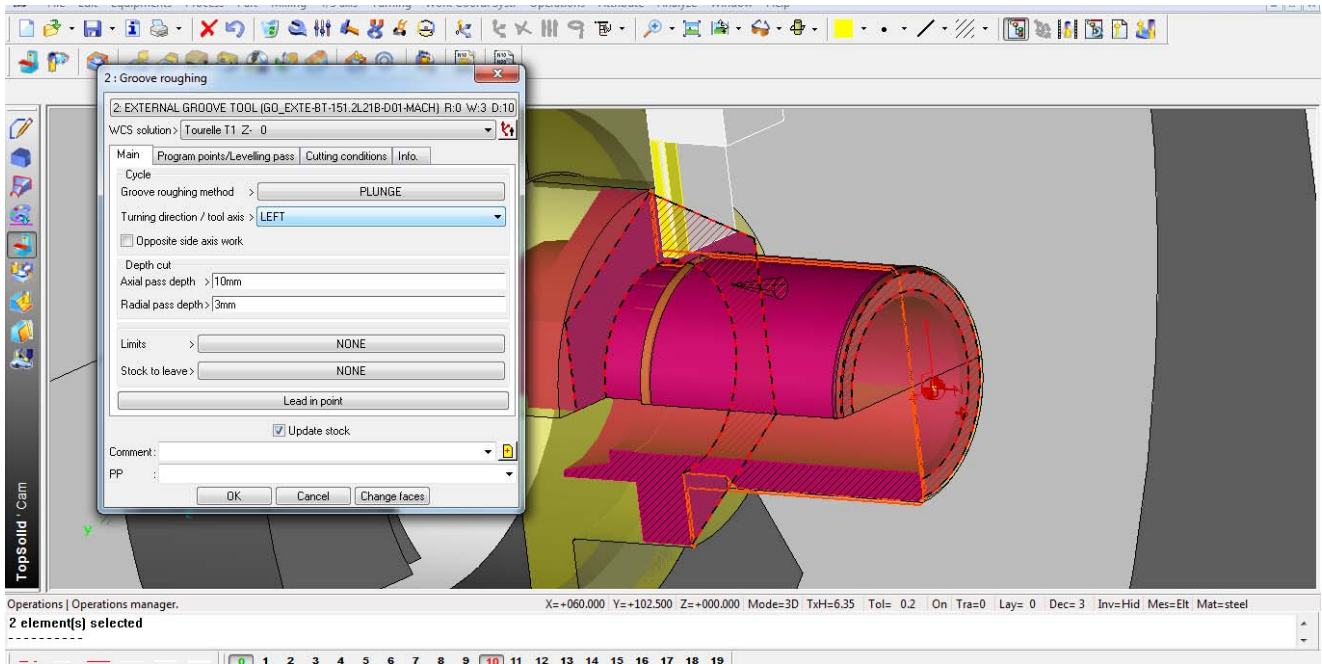 2 : Groove roughing
2: EXTERNAL GROOVE TOOL (GO_EXTE-BT-151.2L21B-D01-MACH) R:0 W:3 D:10
WCS solution > Tourelle T1 Z- 0
Main Program points/Levelling pass Cutting conditions Info.
Cycle
Groove roughing method > PLUNGE
Turning direction / tool axis > LEFT
Opposite side axis work
Depth cut
Axial pass depth > 10mm
Radial pass depth > 3mm
Limits > NONE
Stock to leave > NONE
Lead in point
Update stock
Comment :
PP :
OK Cancel Change faces
TopSolid'Cam
y
Operations | Operations manager. X=+060.000 Y=+102.500 Z=+000.000 Mode=3D TxH=6.35 Tol= 0.2 On Tra=0 Lay= 0 Dec= 3 Inv=Hid Mes=Elt Mat=steel
2 element(s) selected
----------
0 1 2 3 4 5 6 7 8 9 10 11 12 13 14 15 16 17 18 19